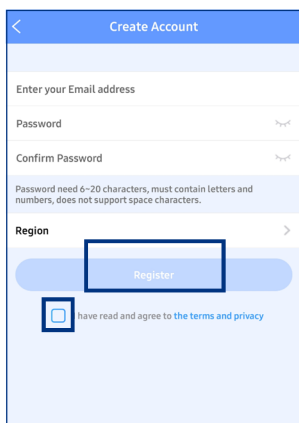 Create Account
Enter your Email address
Password
Confirm Password
Password need 6~20 characters, must contain letters and
numbers, does not support space characters.
Region
Register
have read and agree to the terms and privacy